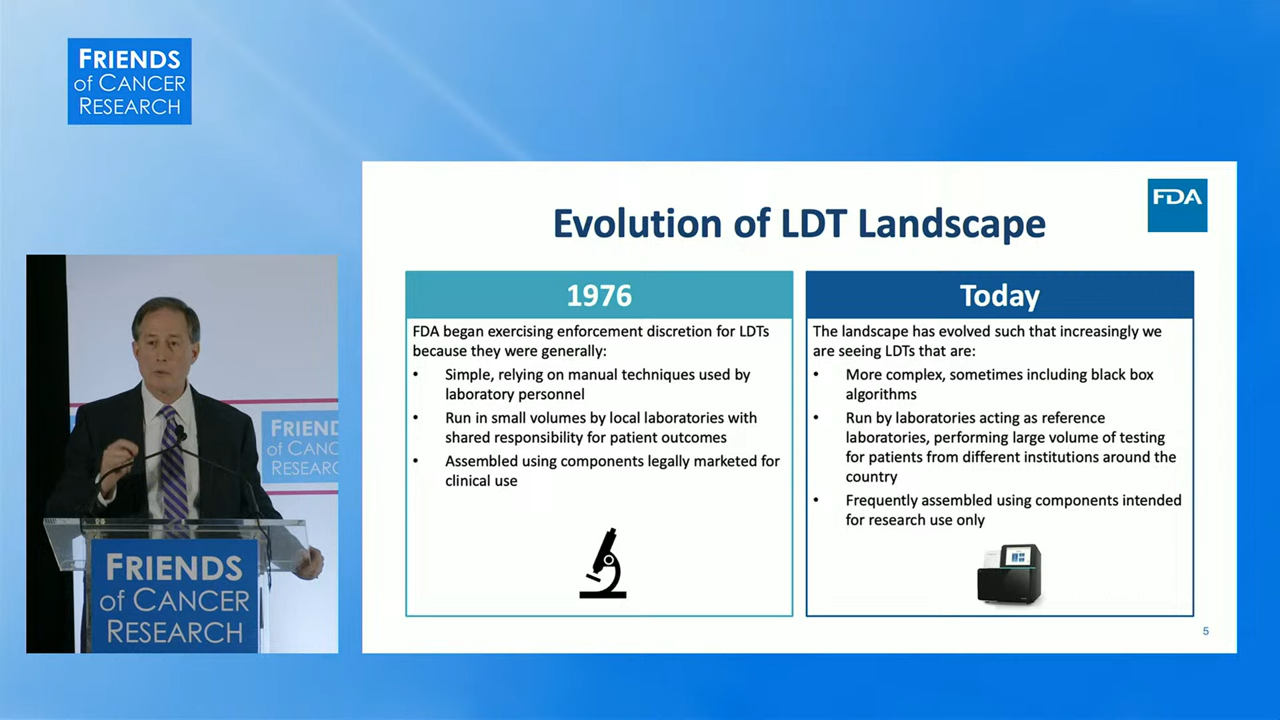 FRIENDS
of CANCER
RESEARCH
FDA
Evolution of LDT Landscape
1976
FDA began exercising enforcement discretion for LDTs
because they were generally:
• Simple, relying on manual techniques used by
laboratory personnel
• Run in small volumes by local laboratories with
shared responsibility for patient outcomes
• Assembled using components legally marketed for
clinical use
Today
The landscape has evolved such that increasingly we
are seeing LDTs that are:
• More complex, sometimes including black box
algorithms
• Run by laboratories acting as reference
laboratories, performing large volume of testing
for patients from different institutions around the
country
• Frequently assembled using components intended
for research use only
5
FRIEND
of CANC
RESEARC
FRIENDS
of CANCER
RESEARCH